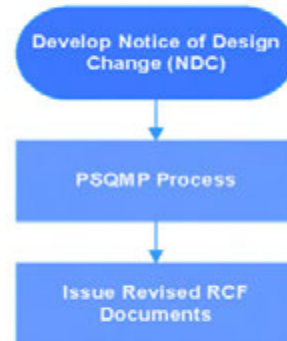 Develop Notice of Design
Change (NDC)
PSQMP Process
Issue Revised RCF
Documents